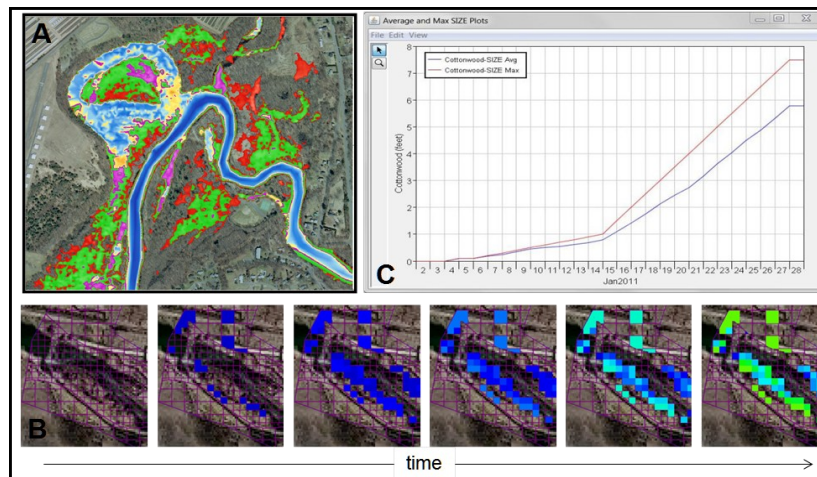 A
Average and Max SIZE Plots
File Edit View
Cottonwood-SIZE Avg
Cottonwood-SIZE Max
8
7
6
5
4
3
2
1
0
Cottonwood (feet)
2 3 4 5 6 7 8 9 10 12 13 14 15 16 17 18 19 20 21 22 23 24 25 26 27 28
Jan2011
C
B
time